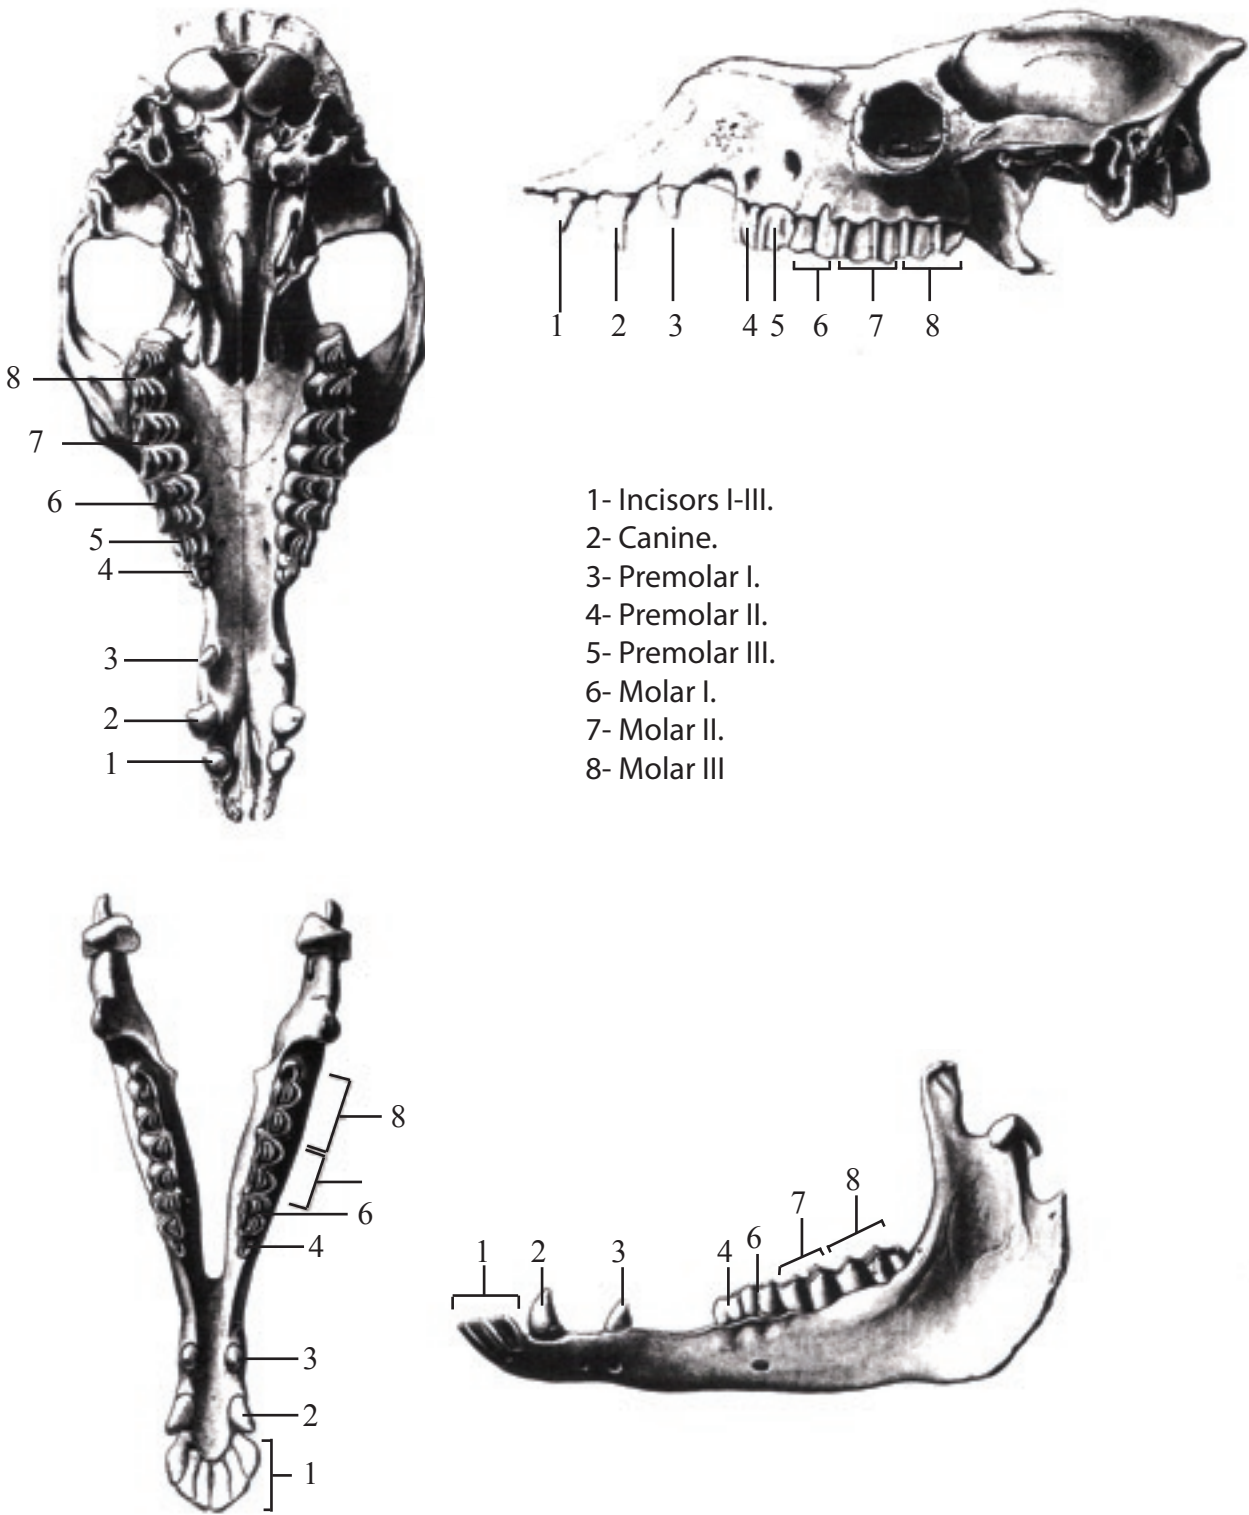 1 2 3 4 5 6 7 8
8
7
6
5
4
3
2
1
1- Incisors I-III.
2- Canine.
3- Premolar I.
4- Premolar II.
5- Premolar III.
6- Molar I.
7- Molar II.
8- Molar III
8
6
4
3
2
1
1 2 3 4 6 7 8